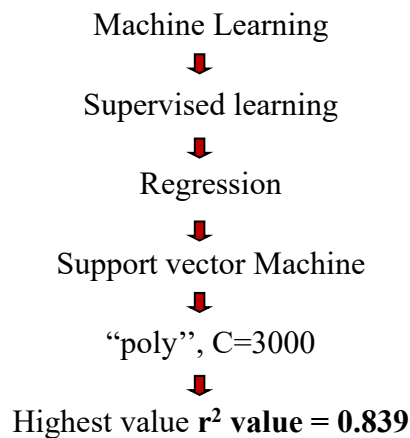 Machine Learning
Supervised learning
Regression
Support vector Machine
“poly’’, C=3000
Highest value r² value = 0.839